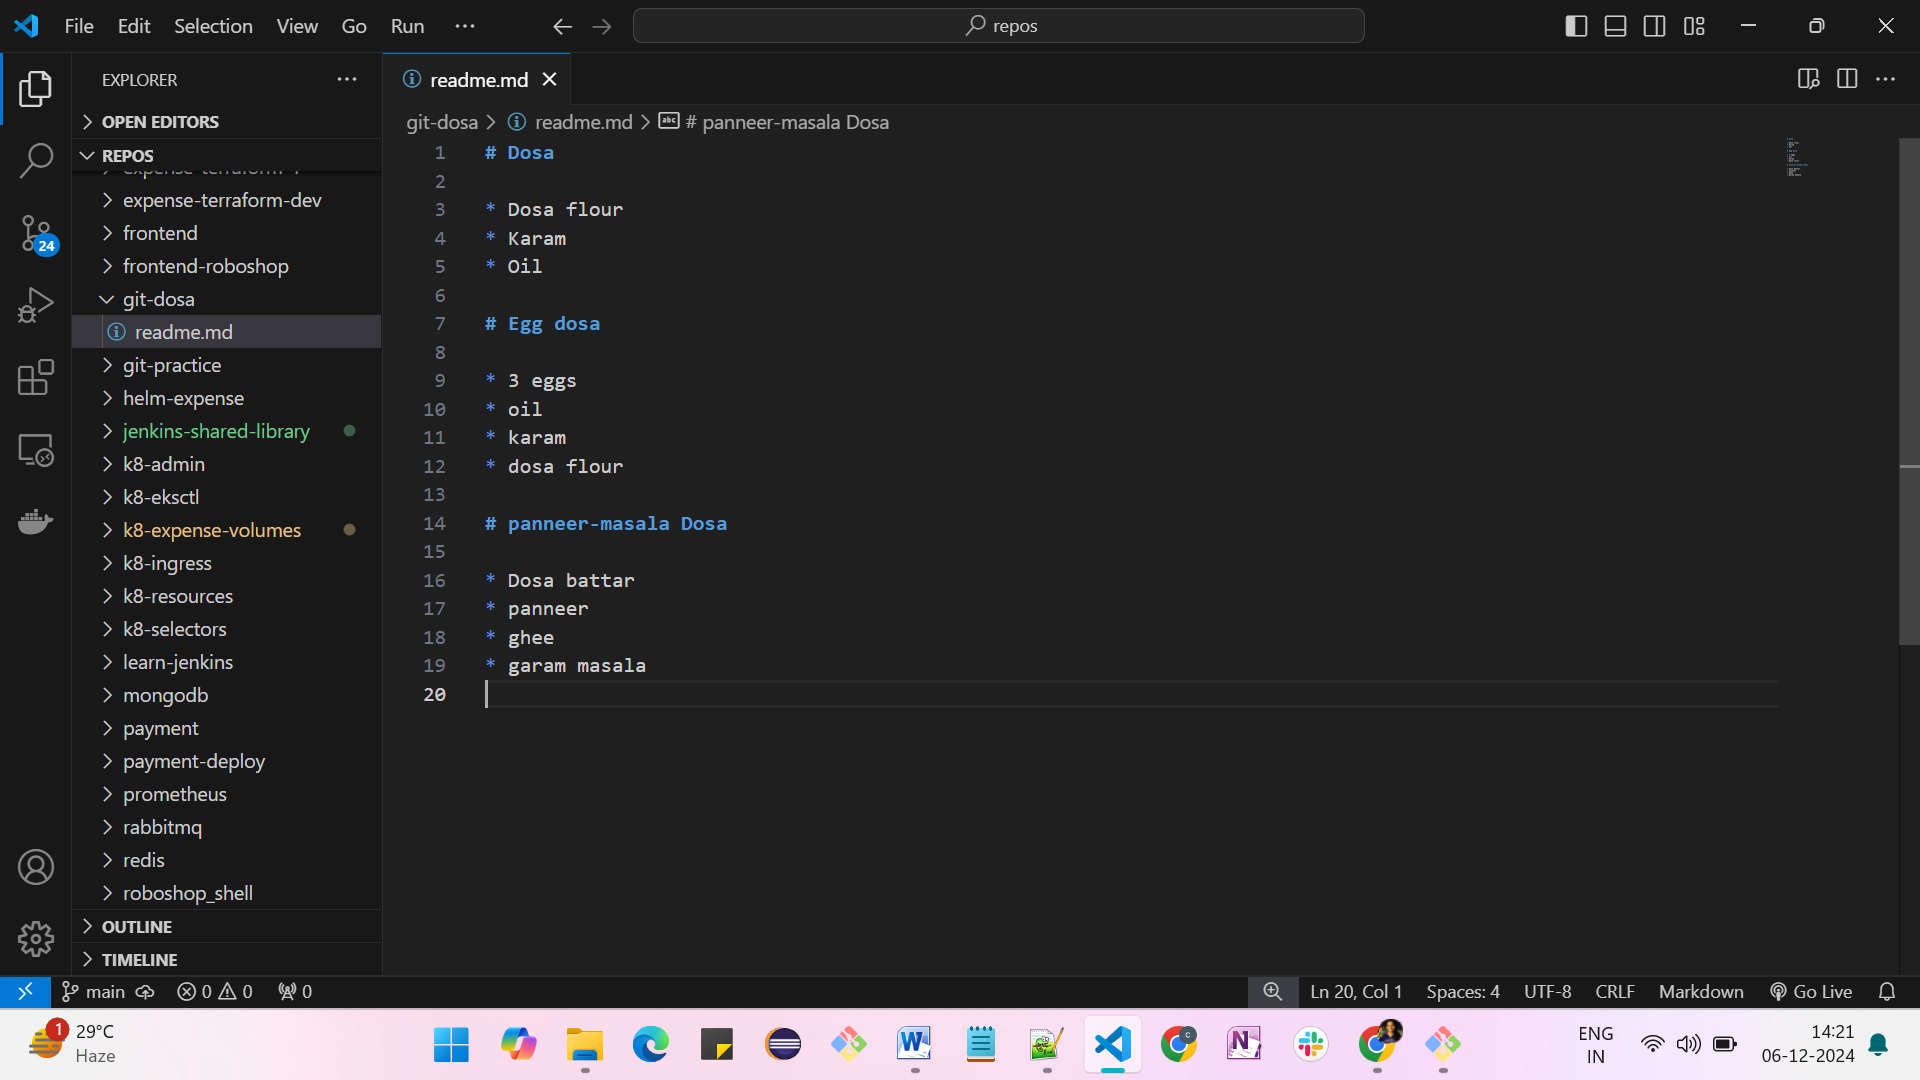 File Edit Selection View Go Run
repos
EXPLORER
OPEN EDITORS
REPOS
expense-terraform-dev
frontend
frontend-roboshop
git-dosa
readme.md
git-practice
helm-expense
jenkins-shared-library
k8-admin
k8-eksctl
k8-expense-volumes
k8-ingress
k8-resources
k8-selectors
learn-jenkins
mongodb
payment
payment-deploy
prometheus
rabbitmq
redis
roboshop_shell
OUTLINE
TIMELINE
24
readme.md
git-dosa > readme.md > # panneer-masala Dosa
1 # Dosa
2
3 * Dosa flour
4 * Karam
5 * Oil
6
7 # Egg dosa
8
9 * 3 eggs
10 * oil
11 * karam
12 * dosa flour
13
14 # panneer-masala Dosa
15
16 * Dosa battar
17 * panneer
18 * ghee
19 * garam masala
20
main 0 0 0 Ln 20, Col 1 Spaces: 4 UTF-8 CRLF Markdown Go Live
1
29°C
Haze
ENG
IN
14:21
06-12-2024